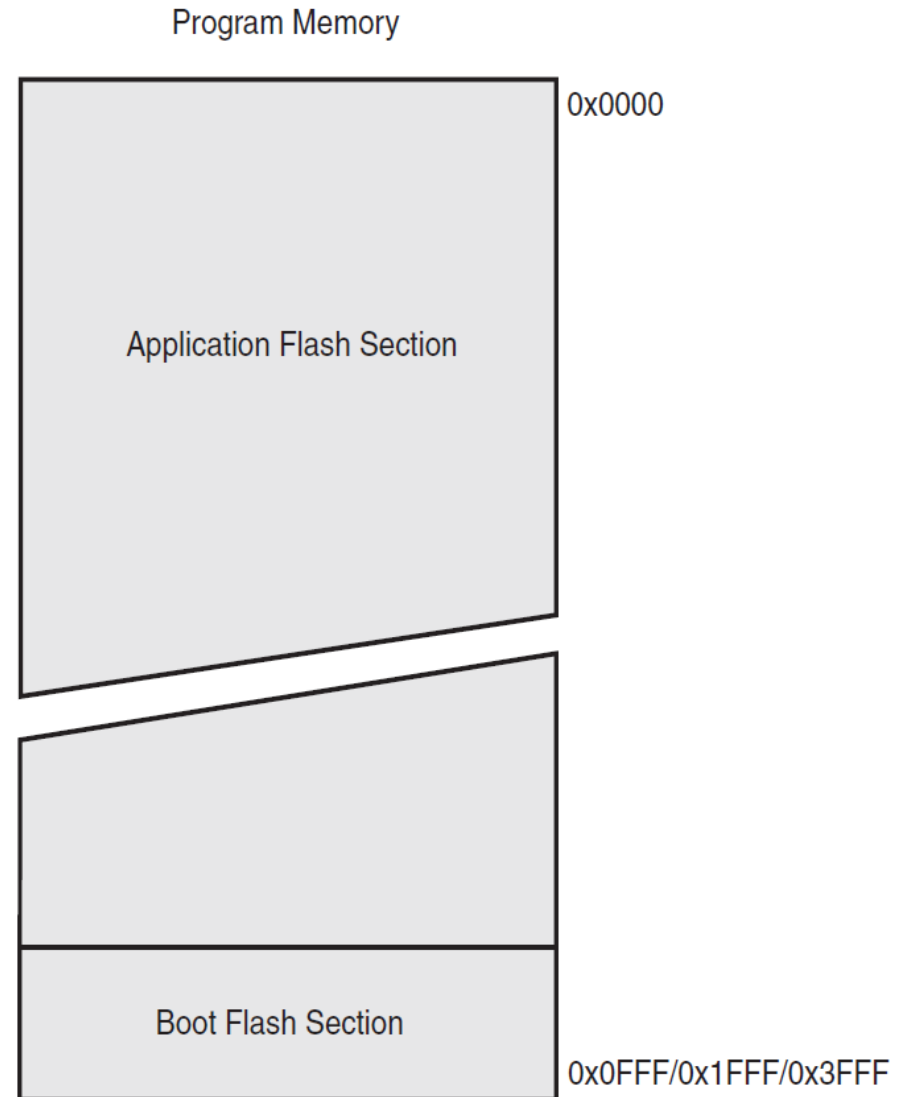 Program Memory
0x0000
Application Flash Section
Boot Flash Section
0x0FFF/0x1FFF/0x3FFF